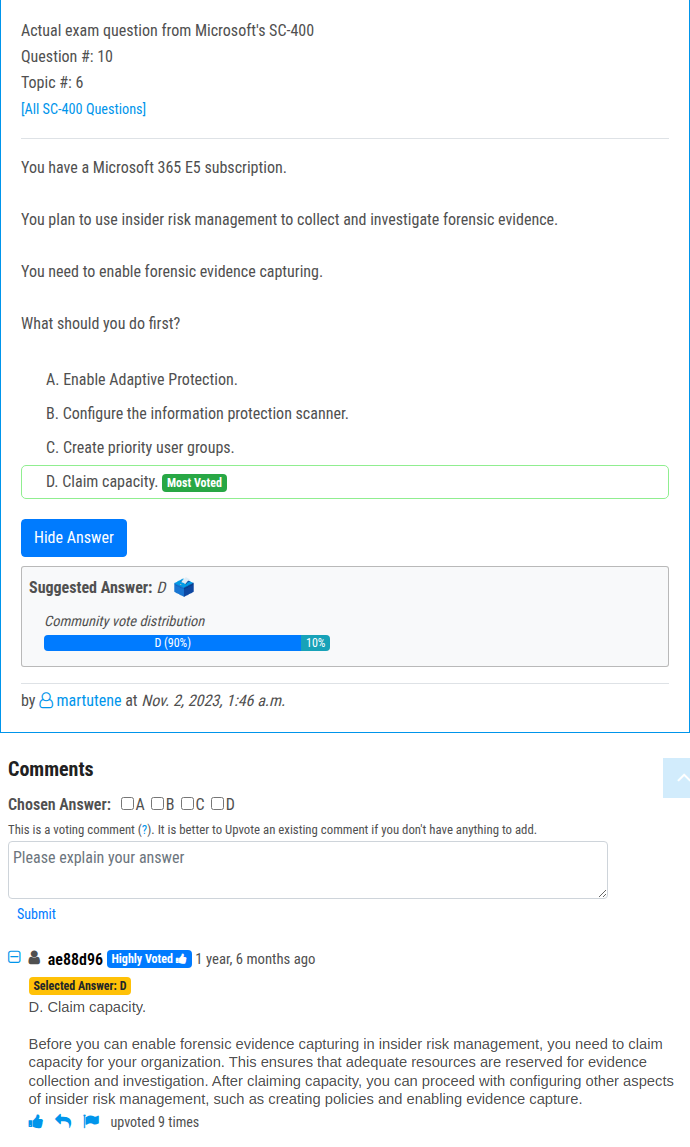 Actual exam question from Microsoft's SC-400
Question #: 10
Topic #: 6
[All SC-400 Questions]
You have a Microsoft 365 E5 subscription.
You plan to use insider risk management to collect and investigate forensic evidence.
You need to enable forensic evidence capturing.
What should you do first?
A. Enable Adaptive Protection.
B. Configure the information protection scanner.
C. Create priority user groups.
D. Claim capacity. Most Voted
Hide Answer
Suggested Answer: D
Community vote distribution
D (90%) 10%
by martutene at Nov. 2, 2023, 1:46 a.m.
Comments
Chosen Answer: A B C D
This is a voting comment (?). It is better to Upvote an existing comment if you don't have anything to add.
Please explain your answer
Submit
ae88d96 Highly Voted 1 year, 6 months ago
Selected Answer: D
D. Claim capacity.
Before you can enable forensic evidence capturing in insider risk management, you need to claim
capacity for your organization. This ensures that adequate resources are reserved for evidence
collection and investigation. After claiming capacity, you can proceed with configuring other aspects
of insider risk management, such as creating policies and enabling evidence capture.
upvoted 9 times